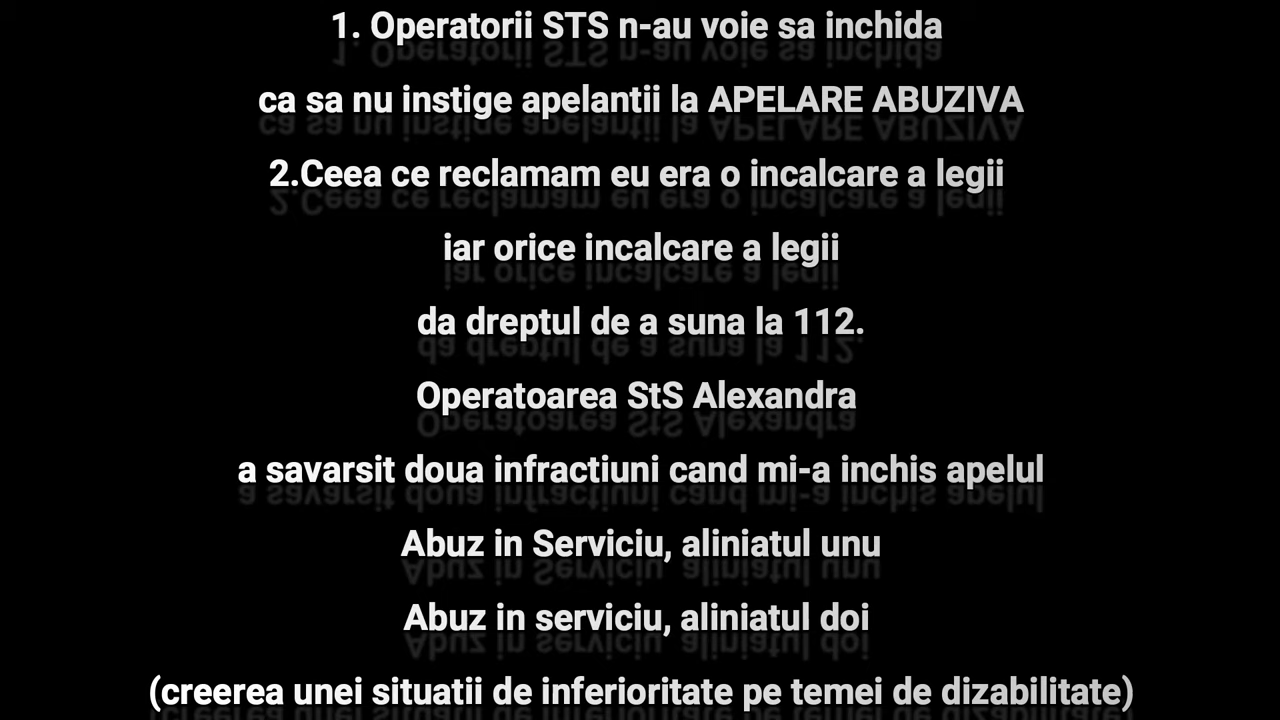 1. Operatorii STS n-au voie sa inchida
ca sa nu instige apelantii la APELARE ABUZIVA
2.Ceea ce reclamam eu era o incalcare a legii
iar orice incalcare a legii
da dreptul de a suna la 112.
Operatoarea StS Alexandra
a savarsit doua infractiuni cand mi-a inchis apelul
Abuz in Serviciu, aliniatul unu
Abuz in serviciu, aliniatul doi
(creerea unei situatii de inferioritate pe temei de dizabilitate)